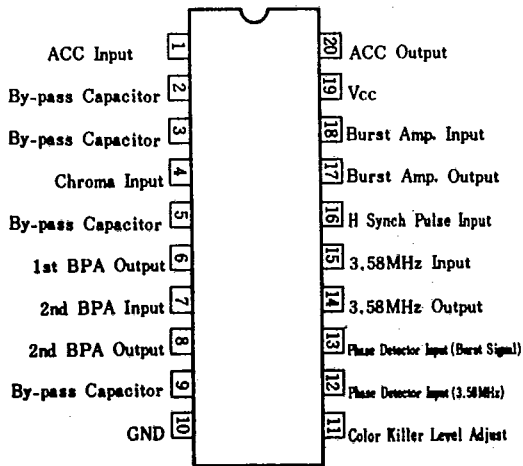 ACC Input 1
By-pass Capacitor 2
By-pass Capacitor 3
Chroma Input 4
By-pass Capacitor 5
1st BPA Output 6
2nd BPA Input 7
2nd BPA Output 8
By-pass Capacitor 9
GND 10
20 ACC Output
19 Vcc
18 Burst Amp. Input
17 Burst Amp. Output
16 H Synch Pulse Input
15 3.58MHz Input
14 3.58MHz Output
13 Phase Detector Input (Burst Signal)
12 Phase Detector Input (3.58MHz)
11 Color Killer Level Adjust